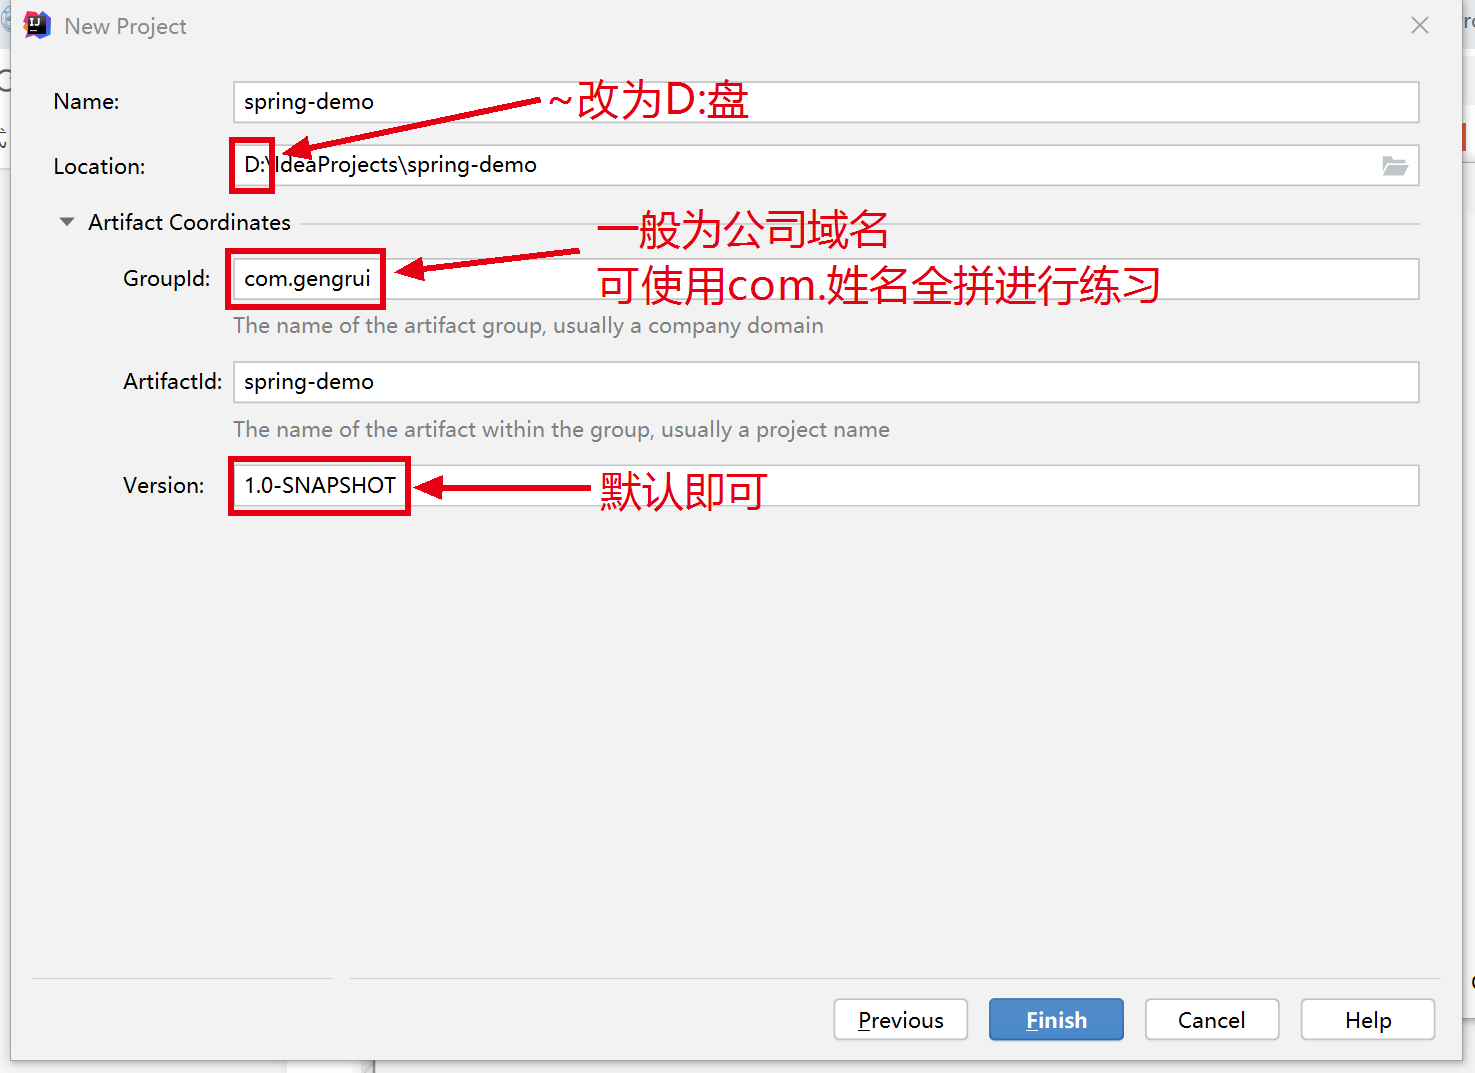 New Project
Name:
spring-demo
~改为D:盘
Location:
D:\IdeaProjects\spring-demo
Artifact Coordinates
一般为公司域名
GroupId:
com.gengrui
可使用com.姓名全拼进行练习
The name of the artifact group, usually a company domain
ArtifactId:
spring-demo
The name of the artifact within the group, usually a project name
Version:
1.0-SNAPSHOT
默认即可
Previous
Finish
Cancel
Help